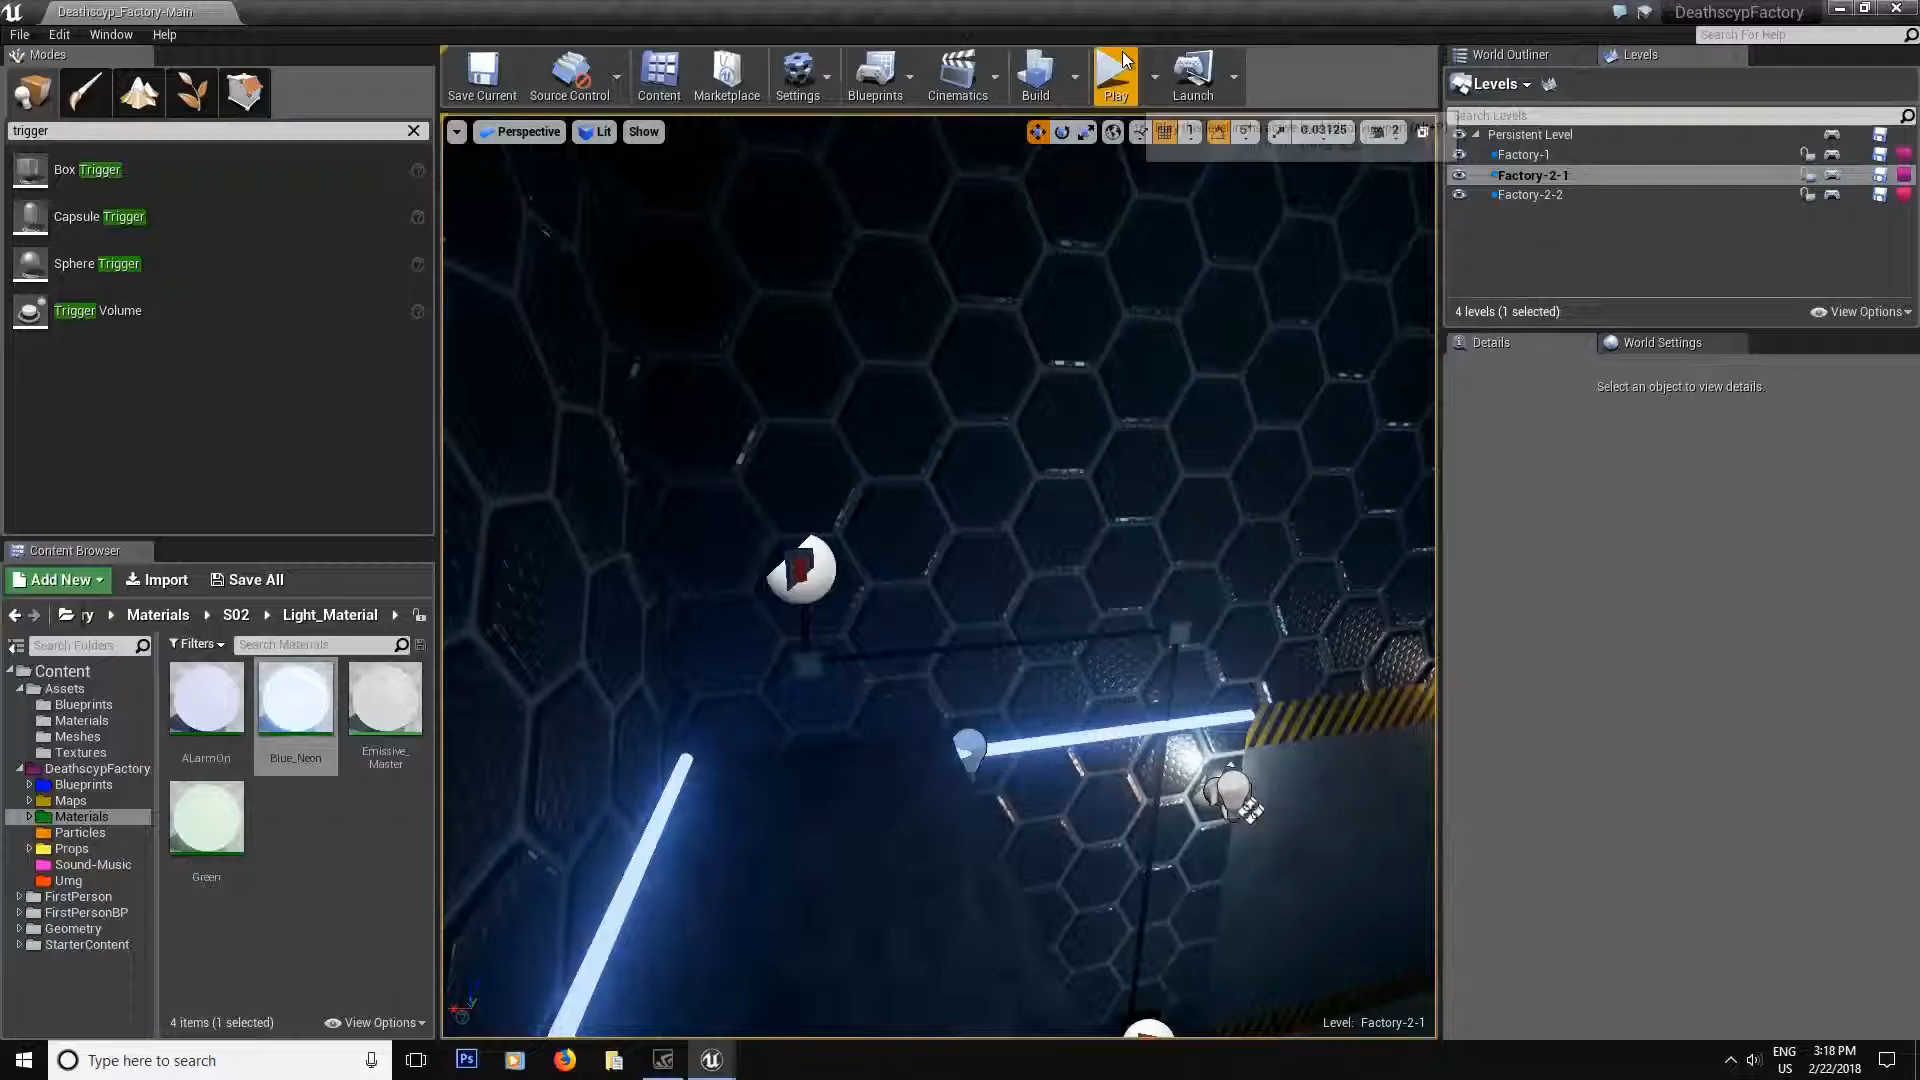 Deathscyp_Factory-Main
DeathscypFactory
File Edit Window Help
Search For Help
Modes
trigger
Box Trigger
Capsule Trigger
Sphere Trigger
Trigger Volume
Save Current Source Control Content Marketplace Settings Blueprints Cinematics Build Play Launch
Perspective Lit Show
1 5° 0.03125 2
World Outliner Levels
Levels
Search Levels
Persistent Level
Factory-1
Factory-2-1
Factory-2-2
4 levels (1 selected) View Options
Details World Settings
Select an object to view details.
Content Browser
Add New Import Save All
ry Materials S02 Light_Material
Search Folders Filters Search Materials
Content
Assets
Blueprints
Materials
Meshes
Textures
DeathscypFactory
Blueprints
Maps
Materials
Particles
Props
Sound-Music
Umg
FirstPerson
FirstPersonBP
Geometry
StarterContent
ALarmOn
Blue_Neon
Emissive_
Master
Green
4 items (1 selected) View Options
Level: Factory-2-1
Type here to search
Ps
ENG
US
3:18 PM
2/22/2018